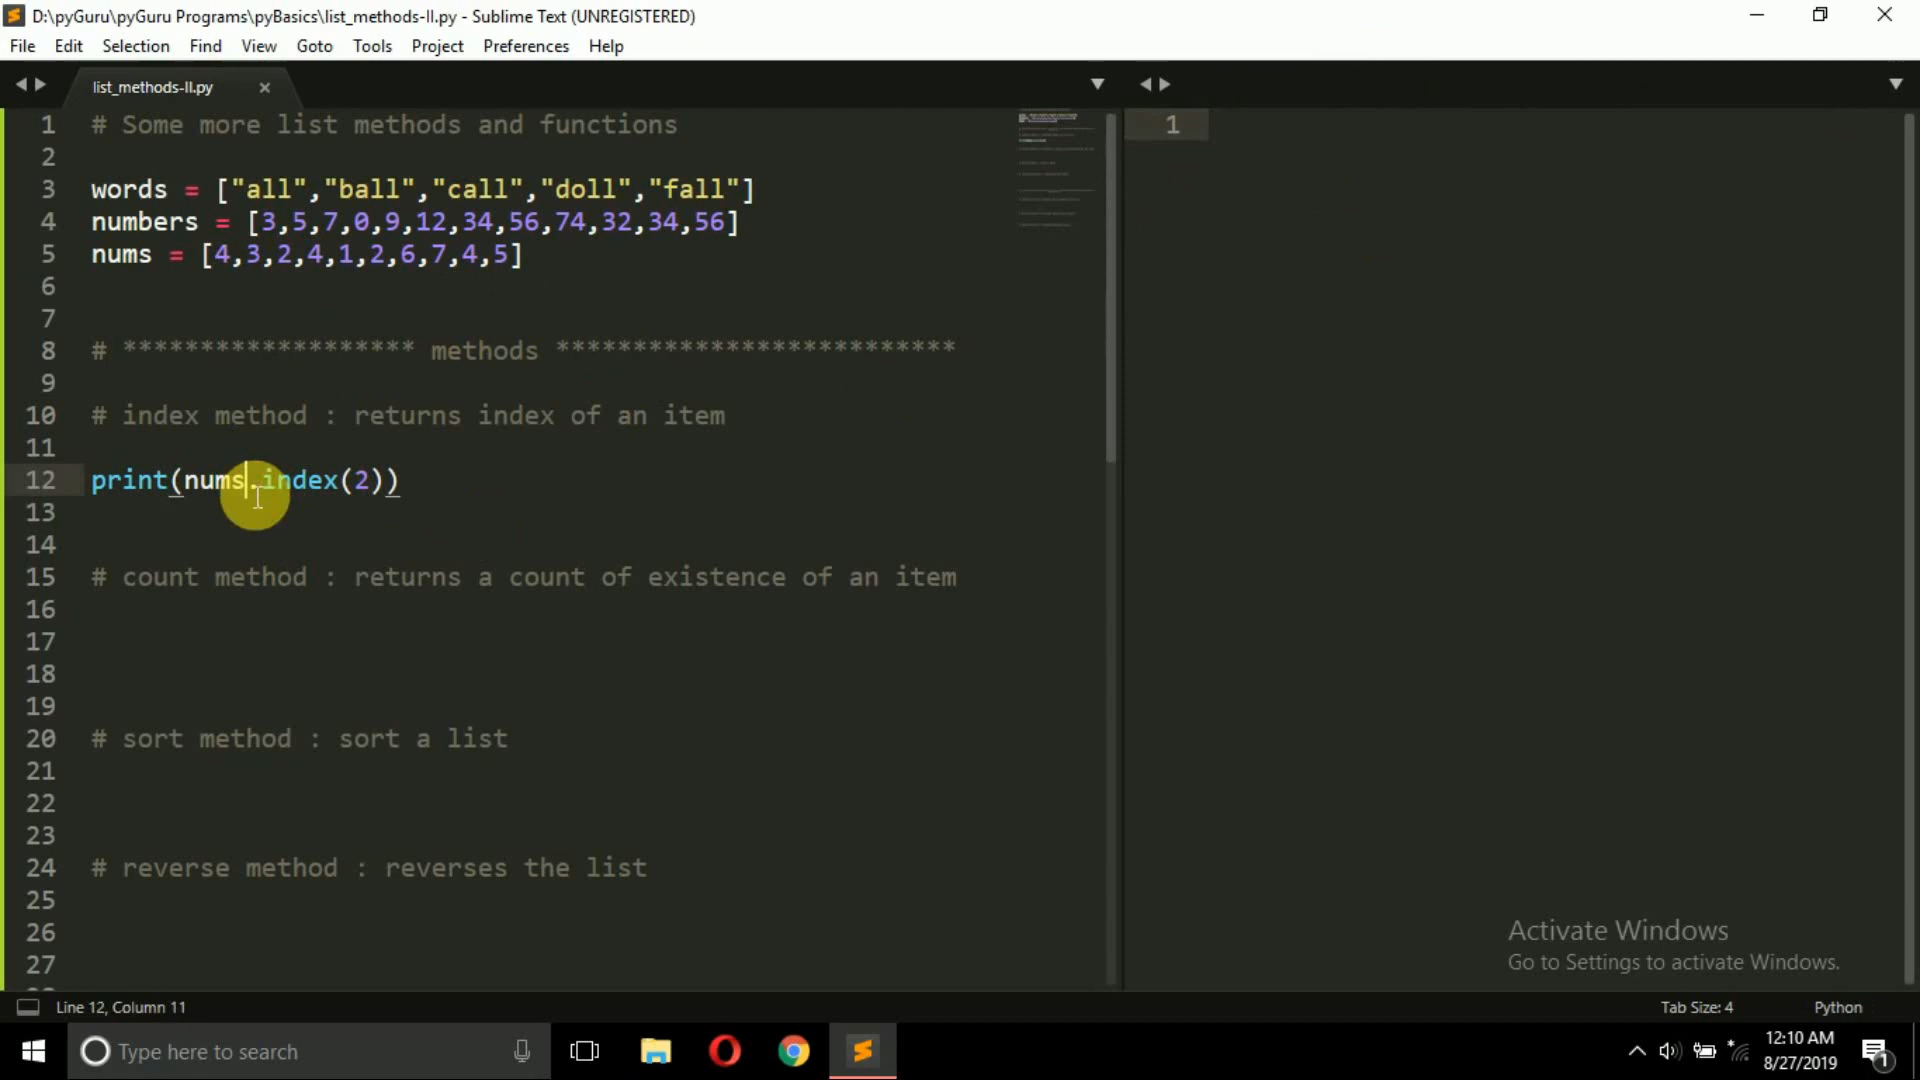 D:\pyGuru\pyGuru Programs\pyBasics\list_methods-II.py - Sublime Text (UNREGISTERED)
File Edit Selection Find View Goto Tools Project Preferences Help
list_methods-II.py
1 # Some more list methods and functions
2
3 words = ["all","ball","call","doll","fall"]
4 numbers = [3,5,7,0,9,12,34,56,74,32,34,56]
5 nums = [4,3,2,4,1,2,6,7,4,5]
6
7
8 # ******************* methods **************************
9
10 # index method : returns index of an item
11
12 print(nums.index(2))
13
14
15 # count method : returns a count of existence of an item
16
17
18
19
20 # sort method : sort a list
21
22
23
24 # reverse method : reverses the list
25
26
27
1
Activate Windows
Go to Settings to activate Windows.
Line 12, Column 11
Tab Size: 4
Python
Type here to search
12:10 AM
8/27/2019
1